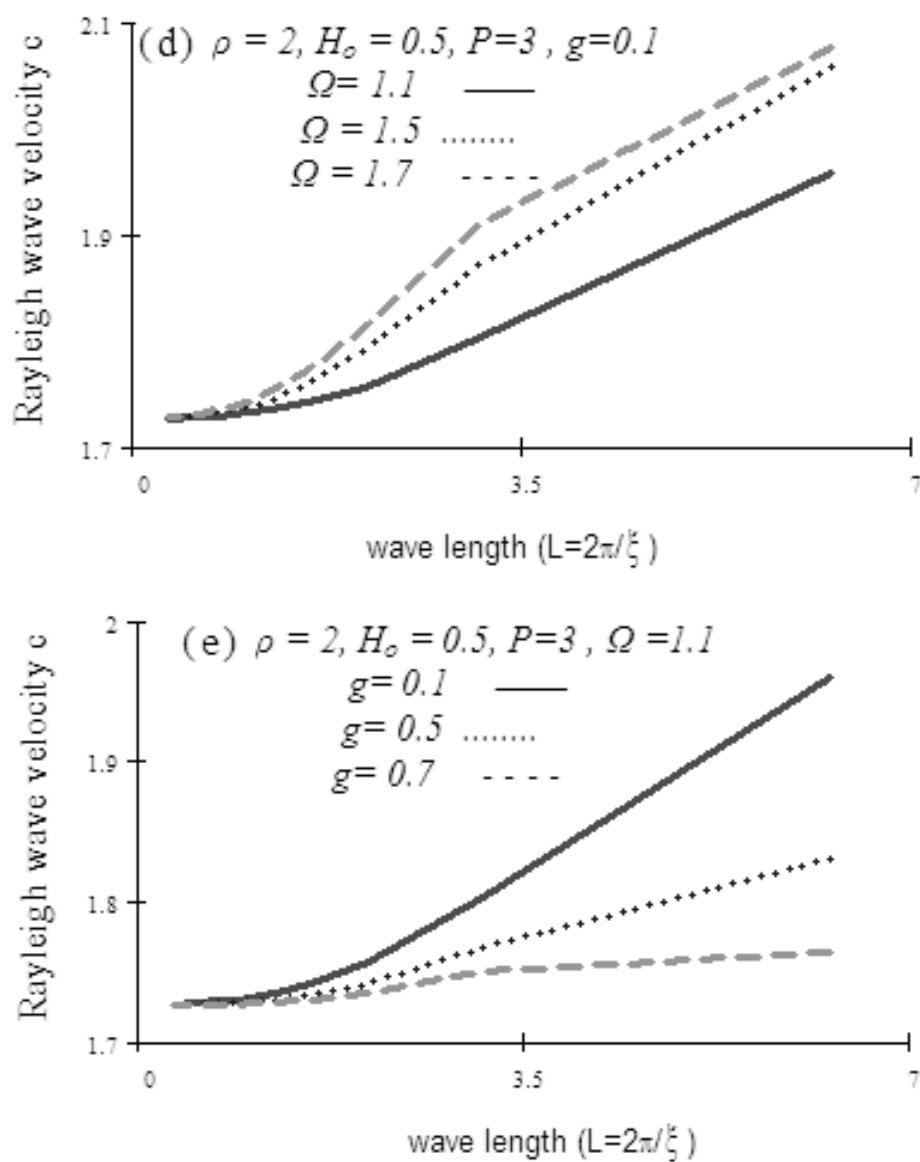 2.1
(d) ρ = 2, Hₒ = 0.5, P=3 , g=0.1
Ω= 1.1
Ω = 1.5 ........
Ω = 1.7 - - - -
Rayleigh wave velocity c
1.9
1.7
0 3.5 7
wave length (L=2π/ξ )
2
(e) ρ = 2, Hₒ = 0.5, P=3 , Ω =1.1
g= 0.1
g= 0.5 ........
g= 0.7 - - - -
Rayleigh wave velocity c
1.9
1.8
1.7
0 3.5 7
wave length (L=2π/ξ )